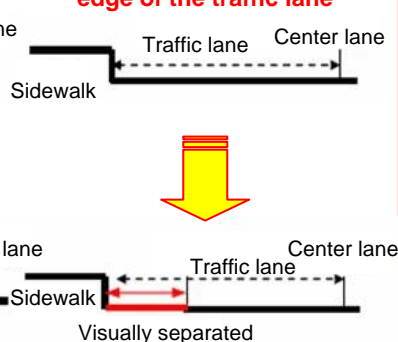 edge of the traffic lane
Traffic lane
Center lane
Sidewalk
lane
Center lane
Traffic lane
Sidewalk
Visually separated